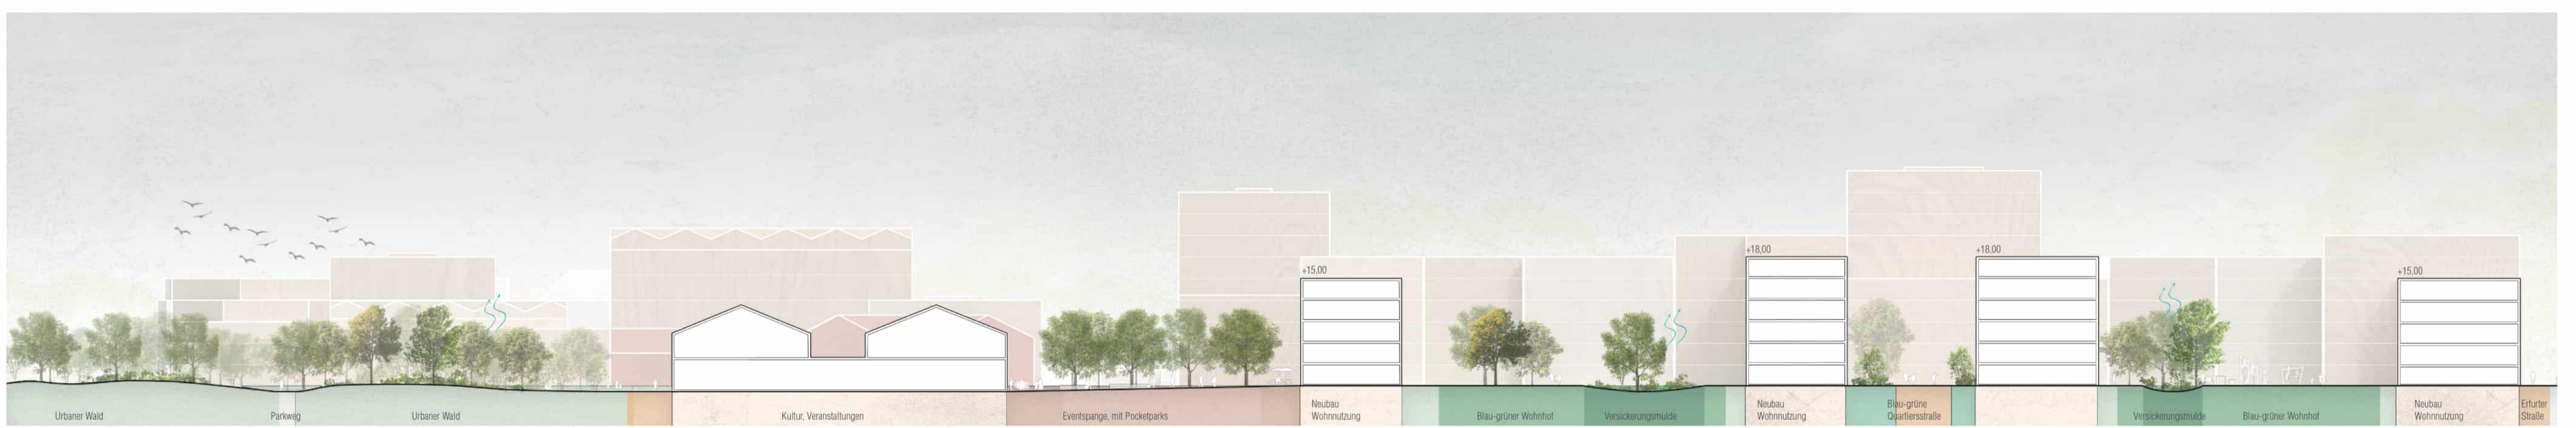 +18,00
+18,00
+15,00
+15,00
Urbaner Wald
Parkweg
Urbaner Wald
Kultur, Veranstaltungen
Eventspange, mit Pocketparks
Neubau
Wohnnutzung
Blau-grüner Wohnhof
Versickerungsmulde
Neubau
Wohnnutzung
Blau-grüne
Quartiersstraße
Versickerungsmulde
Blau-grüner Wohnhof
Neubau
Wohnnutzung
Erfurter
Straße